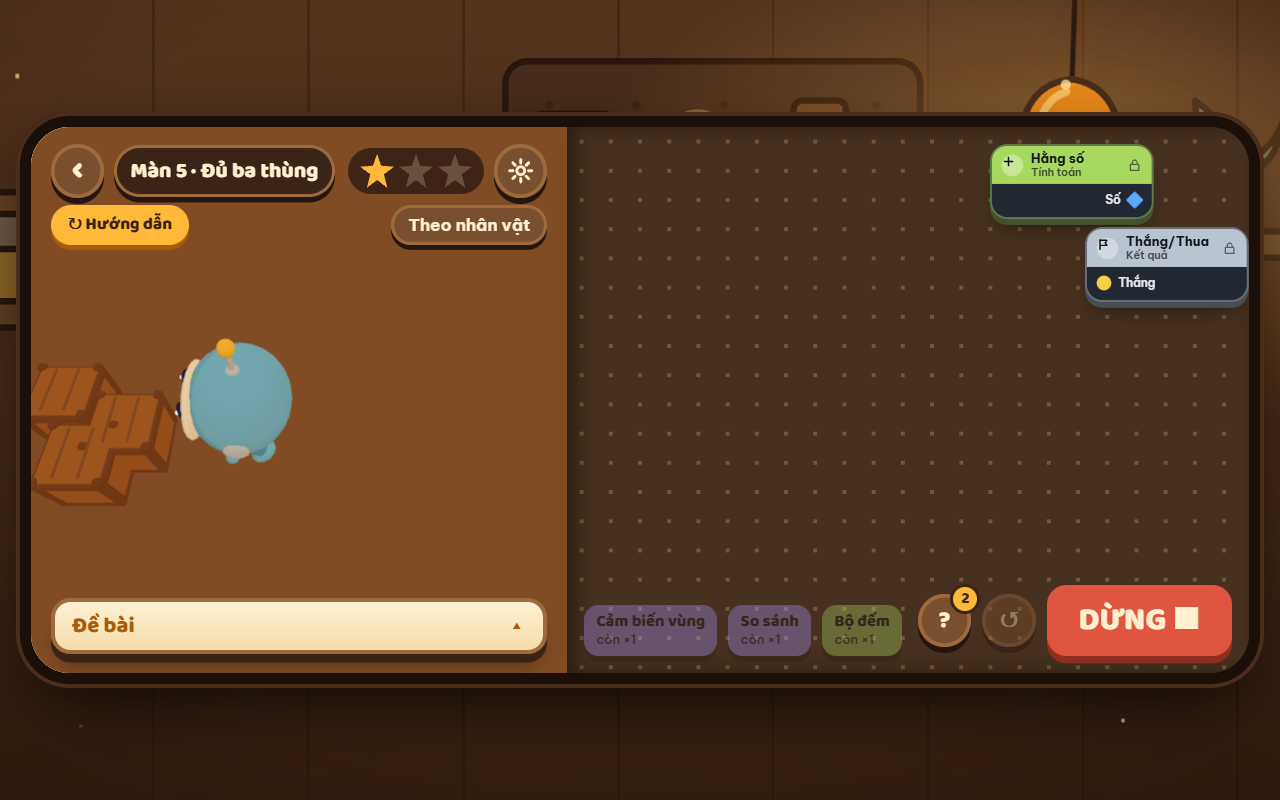 Màn 5 • Đủ ba thùng
↻ Hướng dẫn
Theo nhân vật
Hằng số
Tính toán
Số
Thắng/Thua
Kết quả
Thắng
Đề bài
Cảm biến vùng
còn ×1
So sánh
còn ×1
Bộ đếm
còn ×1
?
2
DỪNG